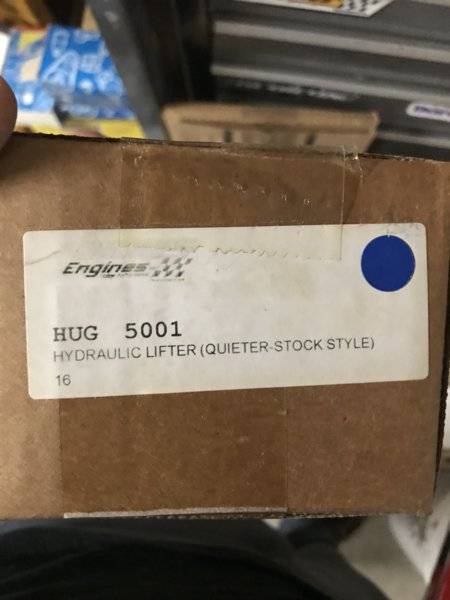 Engines
HUG 5001
HYDRAULIC LIFTER (QUIETER-STOCK STYLE)
16